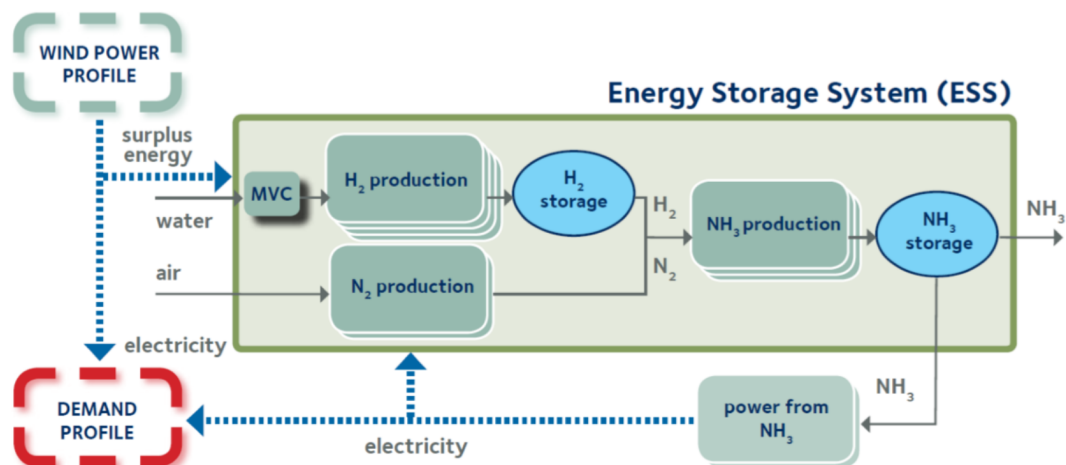 WIND POWER
PROFILE
Energy Storage System (ESS)
surplus
energy
water
MVC
H₂ production
H₂
storage
H₂
N₂
NH₃ production
NH₃
storage
NH₃
air
N₂ production
electricity
DEMAND
PROFILE
electricity
power from
NH₃
NH₃